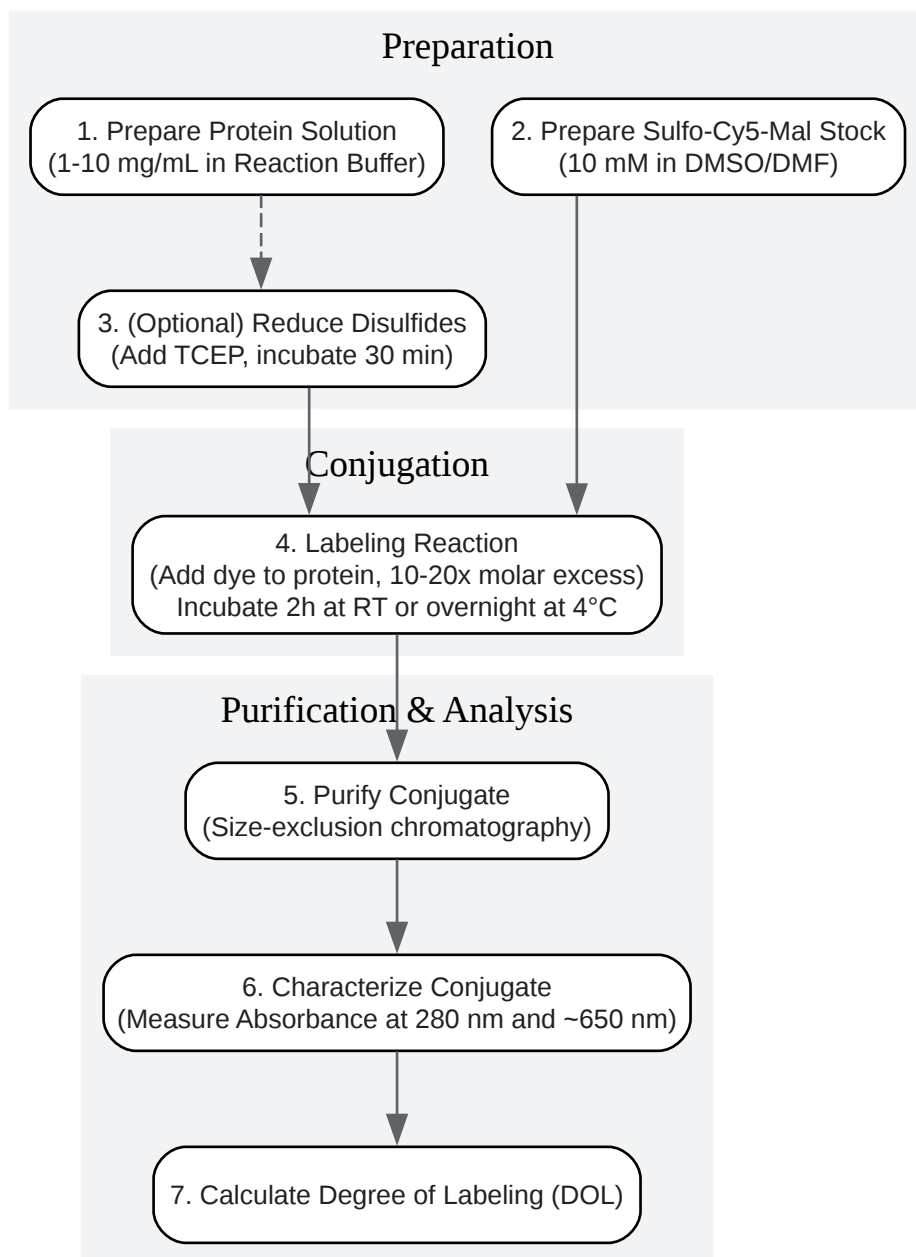 Preparation
1. Prepare Protein Solution
(1-10 mg/mL in Reaction Buffer)
2. Prepare Sulfo-Cy5-Mal Stock
(10 mM in DMSO/DMF)
3. (Optional) Reduce Disulfides
(Add TCEP, incubate 30 min)
Conjugation
4. Labeling Reaction
(Add dye to protein, 10-20x molar excess)
Incubate 2h at RT or overnight at 4°C
Purification & Analysis
5. Purify Conjugate
(Size-exclusion chromatography)
6. Characterize Conjugate
(Measure Absorbance at 280 nm and ~650 nm)
7. Calculate Degree of Labeling (DOL)